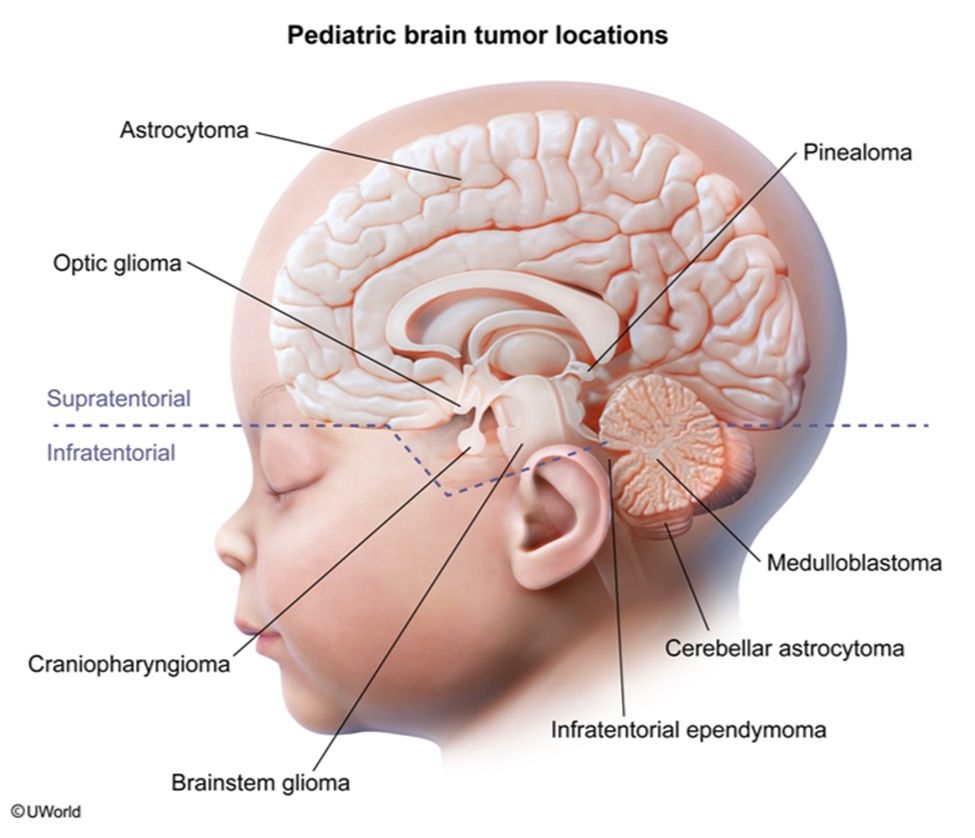 Pediatric brain tumor locations
Astrocytoma
Pinealoma
Optic glioma
Supratentorial
Infratentorial
Medulloblastoma
Cerebellar astrocytoma
Craniopharyngioma
Infratentorial ependymoma
Brainstem glioma
©UWorld